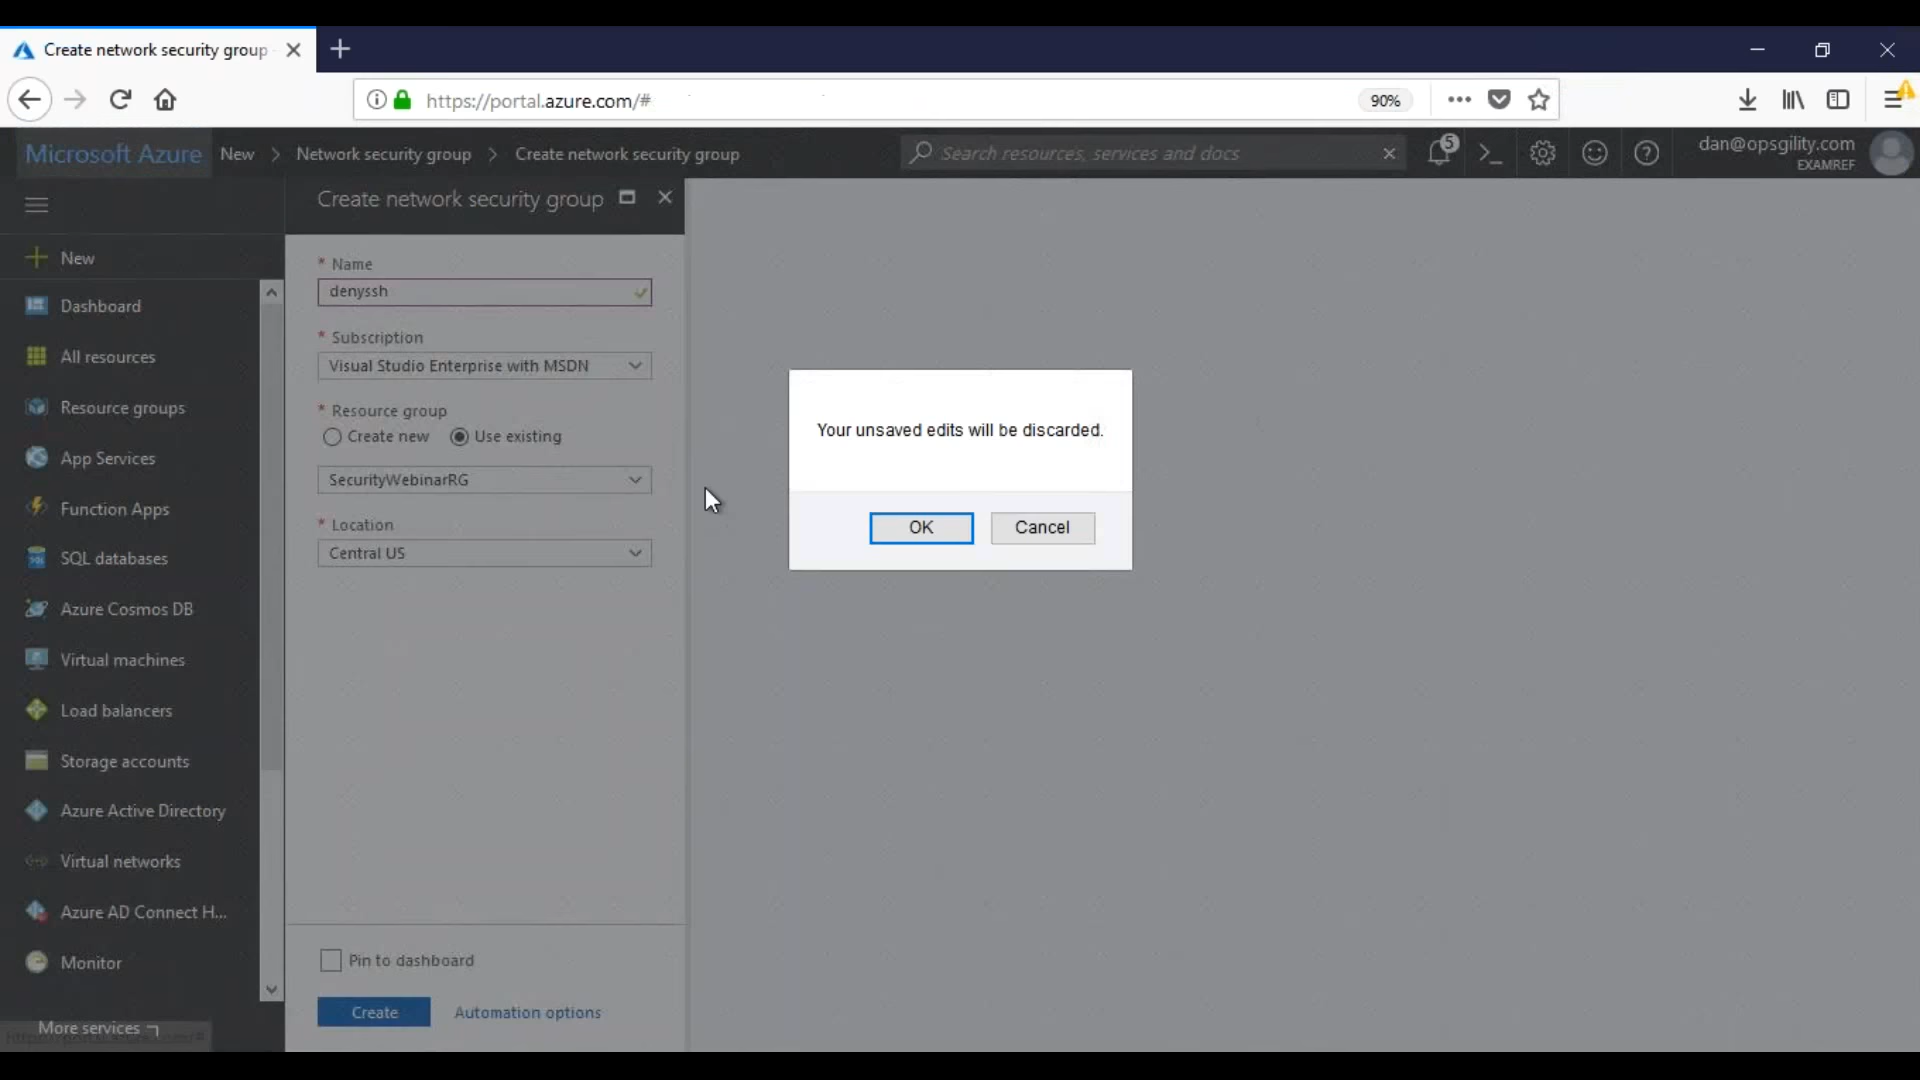 Create network security group
https://portal.azure.com/#
90%
Microsoft Azure
New > Network security group > Create network security group
Search resources, services and docs
5
dan@opsgility.com
EXAMREF
Create network security group
New
Dashboard
All resources
Resource groups
App Services
Function Apps
SQL databases
Azure Cosmos DB
Virtual machines
Load balancers
Storage accounts
Azure Active Directory
Virtual networks
Azure AD Connect H...
Monitor
More services
* Name
denyssh
* Subscription
Visual Studio Enterprise with MSDN
* Resource group
Create new
Use existing
SecurityWebinarRG
* Location
Central US
Pin to dashboard
Create
Automation options
Your unsaved edits will be discarded.
OK
Cancel